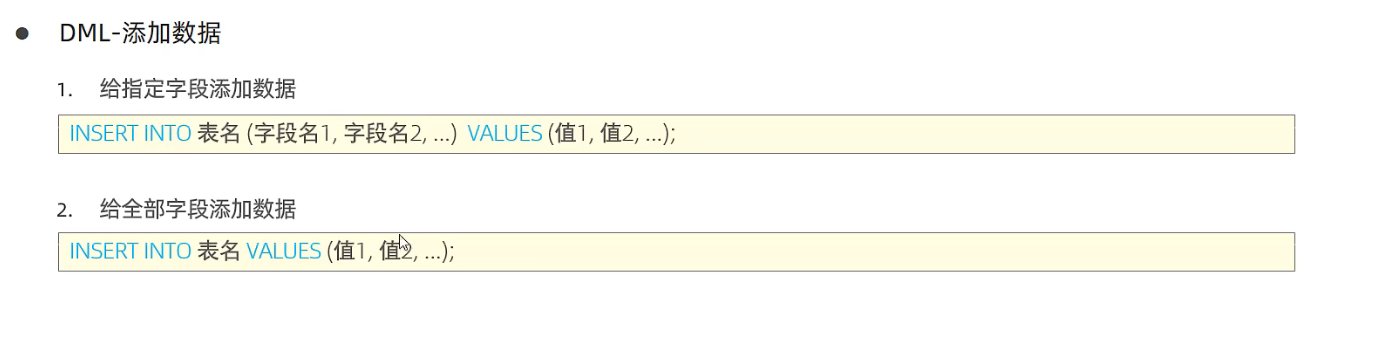 ● DML-添加数据
1. 给指定字段添加数据
INSERT INTO 表名 (字段名1, 字段名2, ...) VALUES (值1, 值2, ...);
2. 给全部字段添加数据
INSERT INTO 表名 VALUES (值1, 值2, ...);